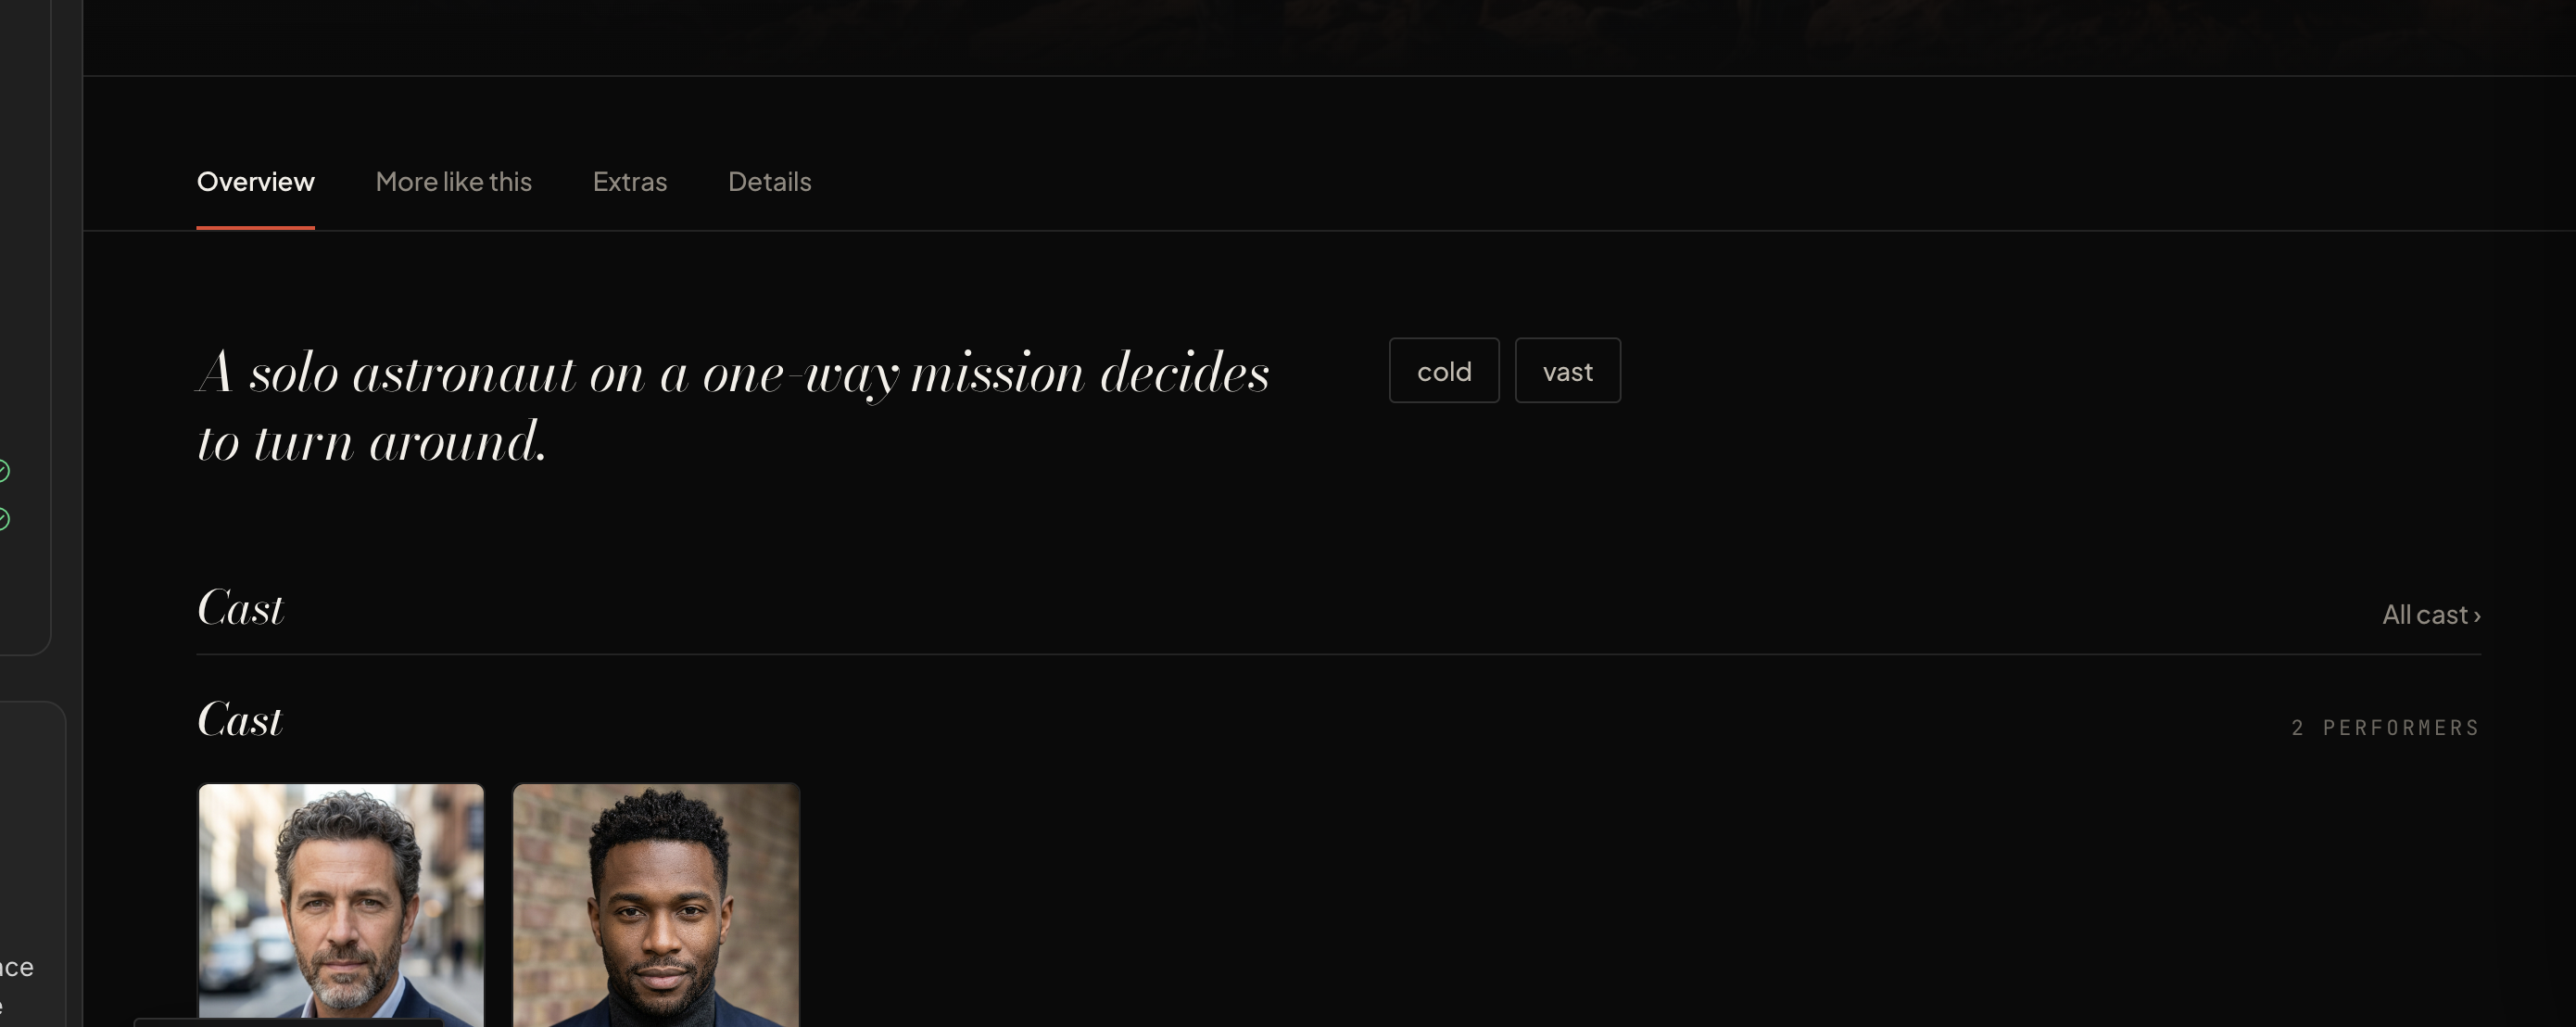 Overview More like this Extras Details
A solo astronaut on a one-way mission decides
to turn around.
cold vast
Cast All cast ›
Cast 2 PERFORMERS